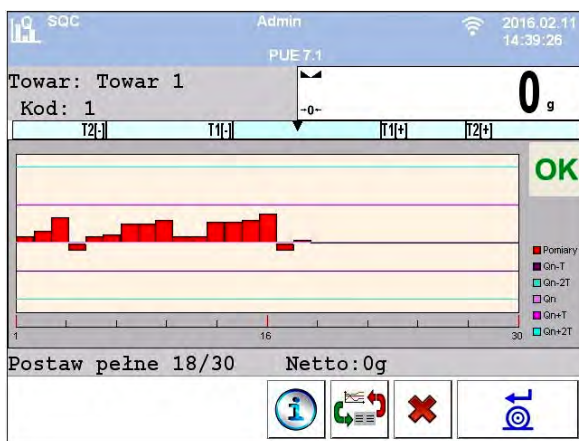 SQC Admin 2016.02.11
14:39:26
PUE 7.1
Towar: Towar 1
Kod: 1
→0← 0 g
T2[-] T1[-] T1[+] T2[+]
OK
Pomiary
Qn-T
Qn-2T
Qn
Qn+T
Qn+2T
1 16 30
Postaw pełne 18/30 Netto:0g